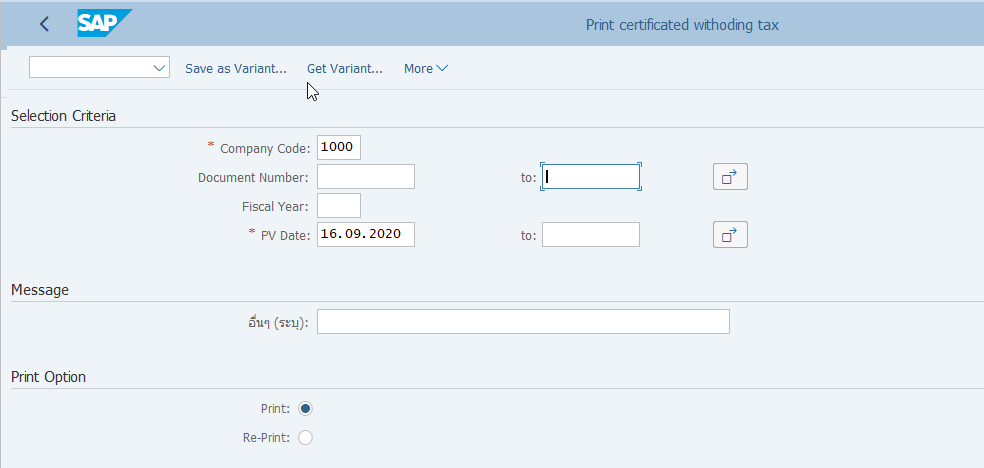 SAP Print certificated withoding tax
Save as Variant... Get Variant... More
Selection Criteria
* Company Code: 1000
Document Number: to:
Fiscal Year:
* PV Date: 16.09.2020 to:
Message
อื่นๆ (ระบุ):
Print Option
Print:
Re-Print: